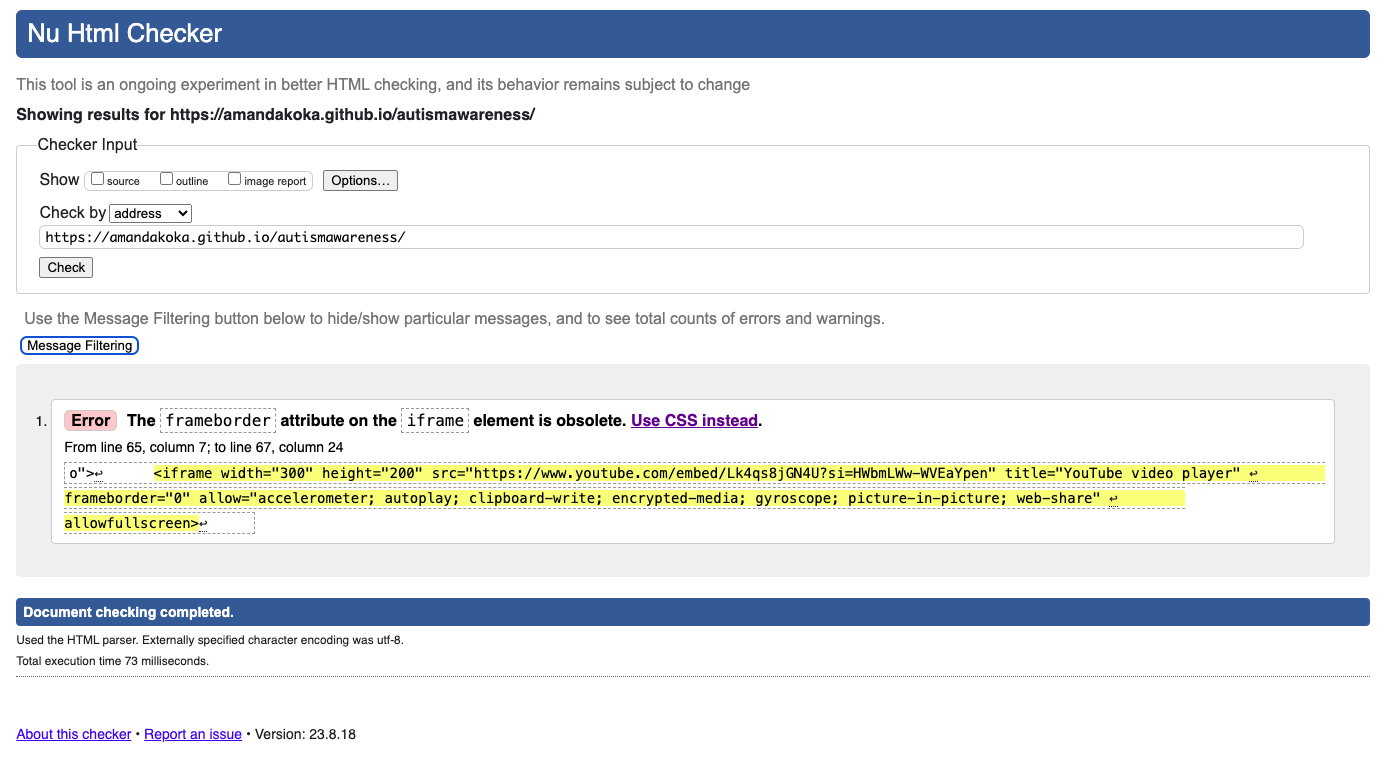 Nu Html Checker
This tool is an ongoing experiment in better HTML checking, and its behavior remains subject to change
Showing results for https://amandakoka.github.io/autismawareness/
Checker Input
Show source outline image report Options…
Check by address
https://amandakoka.github.io/autismawareness/
Check
Use the Message Filtering button below to hide/show particular messages, and to see total counts of errors and warnings.
Message Filtering
1. Error The frameborder attribute on the iframe element is obsolete. Use CSS instead.
From line 65, column 7; to line 67, column 24
o">↩ <iframe width="300" height="200" src="https://www.youtube.com/embed/Lk4qs8jGN4U?si=HWbmLWw-WVEaYpen" title="YouTube video player" ↩
frameborder="0" allow="accelerometer; autoplay; clipboard-write; encrypted-media; gyroscope; picture-in-picture; web-share" ↩
allowfullscreen>↩
Document checking completed.
Used the HTML parser. Externally specified character encoding was utf-8.
Total execution time 73 milliseconds.
About this checker • Report an issue • Version: 23.8.18